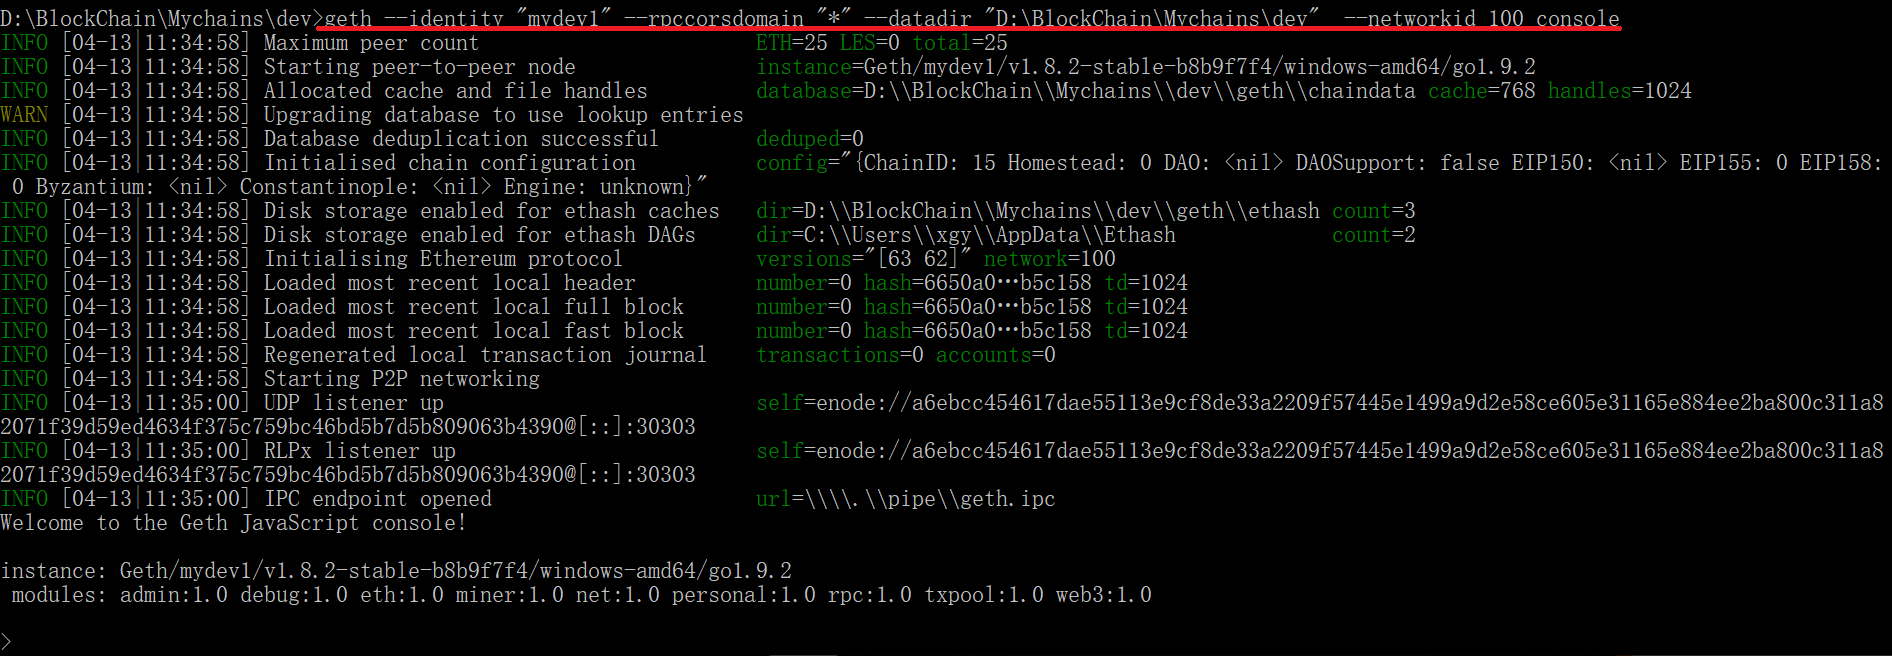 D:\BlockChain\Mychains\dev>geth --identity "mydev1" --rpccorsdomain "*" --datadir "D:\BlockChain\Mychains\dev"  --networkid 100 console
INFO [04-13|11:34:58] Maximum peer count                       ETH=25 LES=0 total=25
INFO [04-13|11:34:58] Starting peer-to-peer node               instance=Geth/mydev1/v1.8.2-stable-b8b9f7f4/windows-amd64/go1.9.2
INFO [04-13|11:34:58] Allocated cache and file handles         database=D:\\BlockChain\\Mychains\\dev\\geth\\chaindata cache=768 handles=1024
WARN [04-13|11:34:58] Upgrading database to use lookup entries
INFO [04-13|11:34:58] Database deduplication successful        deduped=0
INFO [04-13|11:34:58] Initialised chain configuration          config="{ChainID: 15 Homestead: 0 DAO: <nil> DAOSupport: false EIP150: <nil> EIP155: 0 EIP158:
 0 Byzantium: <nil> Constantinople: <nil> Engine: unknown}"
INFO [04-13|11:34:58] Disk storage enabled for ethash caches   dir=D:\\BlockChain\\Mychains\\dev\\geth\\ethash count=3
INFO [04-13|11:34:58] Disk storage enabled for ethash DAGs     dir=C:\\Users\\xgy\\AppData\\Ethash             count=2
INFO [04-13|11:34:58] Initialising Ethereum protocol           versions="[63 62]" network=100
INFO [04-13|11:34:58] Loaded most recent local header          number=0 hash=6650a0…b5c158 td=1024
INFO [04-13|11:34:58] Loaded most recent local full block      number=0 hash=6650a0…b5c158 td=1024
INFO [04-13|11:34:58] Loaded most recent local fast block      number=0 hash=6650a0…b5c158 td=1024
INFO [04-13|11:34:58] Regenerated local transaction journal    transactions=0 accounts=0
INFO [04-13|11:34:58] Starting P2P networking
INFO [04-13|11:35:00] UDP listener up                          self=enode://a6ebcc454617dae55113e9cf8de33a2209f57445e1499a9d2e58ce605e31165e884ee2ba800c311a8
2071f39d59ed4634f375c759bc46bd5b7d5b809063b4390@[::]:30303
INFO [04-13|11:35:00] RLPx listener up                         self=enode://a6ebcc454617dae55113e9cf8de33a2209f57445e1499a9d2e58ce605e31165e884ee2ba800c311a8
2071f39d59ed4634f375c759bc46bd5b7d5b809063b4390@[::]:30303
INFO [04-13|11:35:00] IPC endpoint opened                      url=\\\\.\\pipe\\geth.ipc
Welcome to the Geth JavaScript console!
instance: Geth/mydev1/v1.8.2-stable-b8b9f7f4/windows-amd64/go1.9.2
 modules: admin:1.0 debug:1.0 eth:1.0 miner:1.0 net:1.0 personal:1.0 rpc:1.0 txpool:1.0 web3:1.0
>